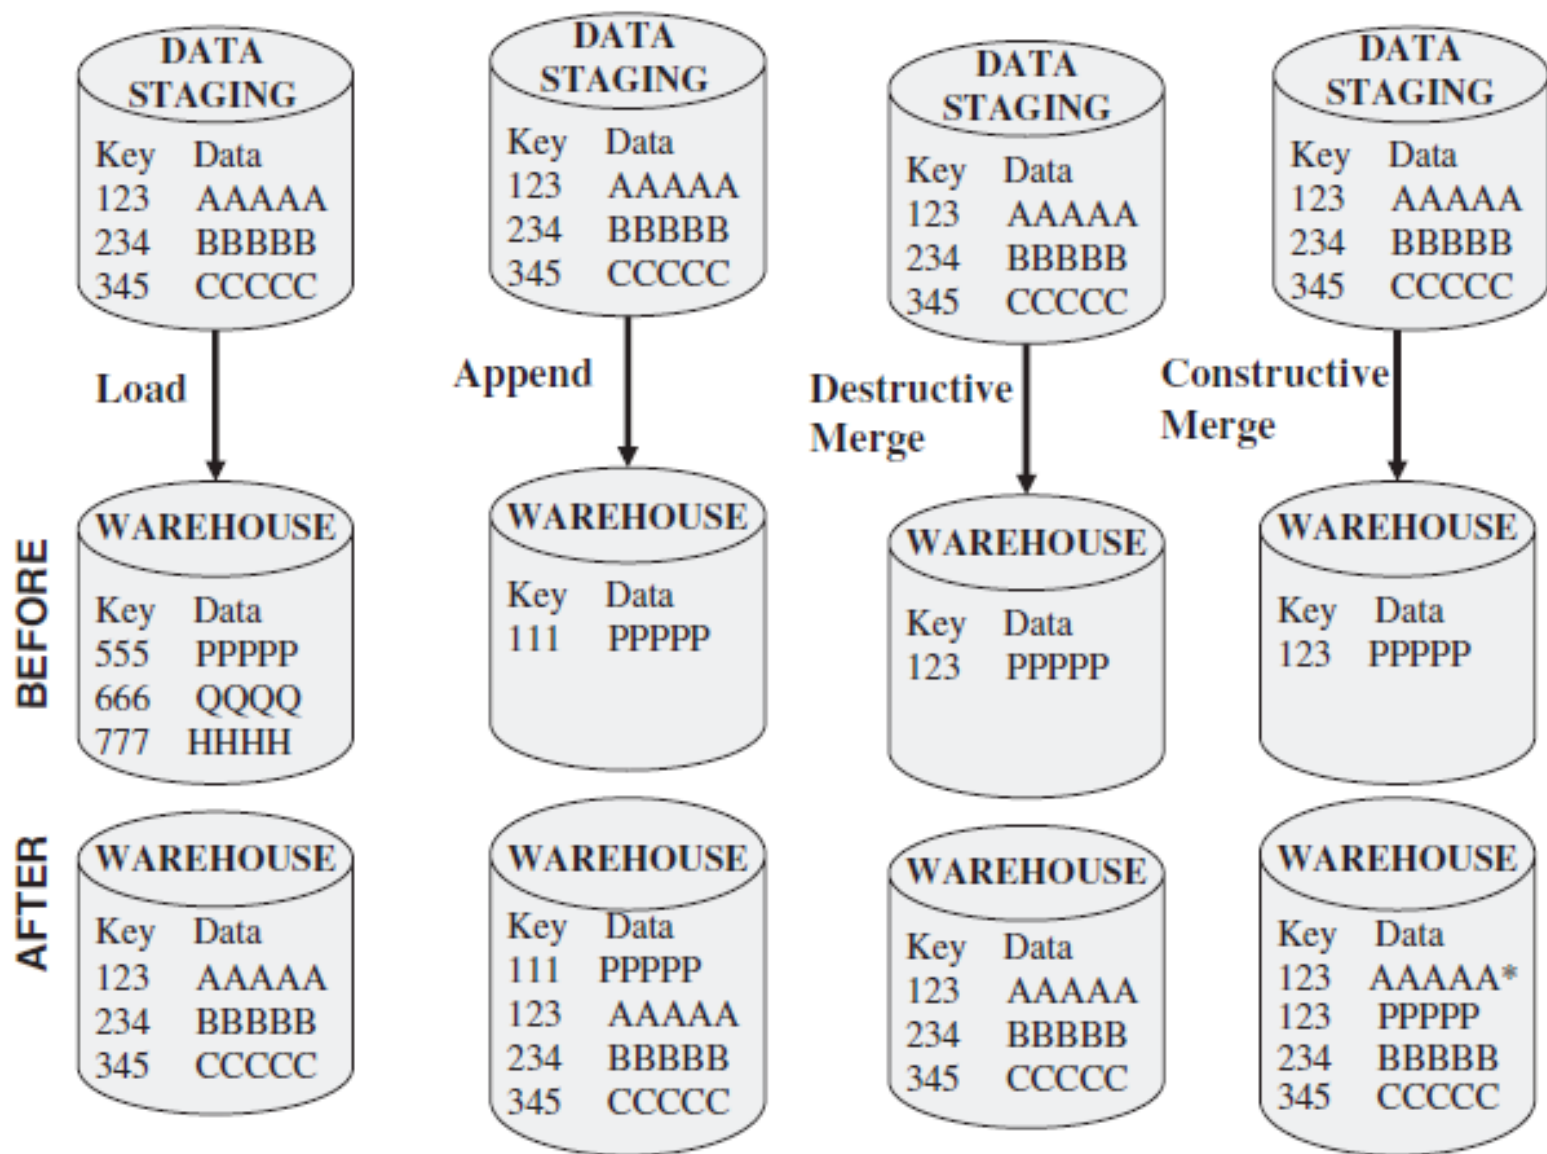 DATA
STAGING
Key Data
123 AAAAA
234 BBBBB
345 CCCCC
Load
WAREHOUSE
Key Data
555 PPPPP
666 QQQQ
777 HHHH
WAREHOUSE
Key Data
123 AAAAA
234 BBBBB
345 CCCCC
DATA
STAGING
Key Data
123 AAAAA
234 BBBBB
345 CCCCC
Append
WAREHOUSE
Key Data
111 PPPPP
WAREHOUSE
Key Data
111 PPPPP
123 AAAAA
234 BBBBB
345 CCCCC
DATA
STAGING
Key Data
123 AAAAA
234 BBBBB
345 CCCCC
Destructive
Merge
WAREHOUSE
Key Data
123 PPPPP
WAREHOUSE
Key Data
123 AAAAA
234 BBBBB
345 CCCCC
DATA
STAGING
Key Data
123 AAAAA
234 BBBBB
345 CCCCC
Constructive
Merge
WAREHOUSE
Key Data
123 PPPPP
WAREHOUSE
Key Data
123 AAAAA*
123 PPPPP
234 BBBBB
345 CCCCC
BEFORE
AFTER